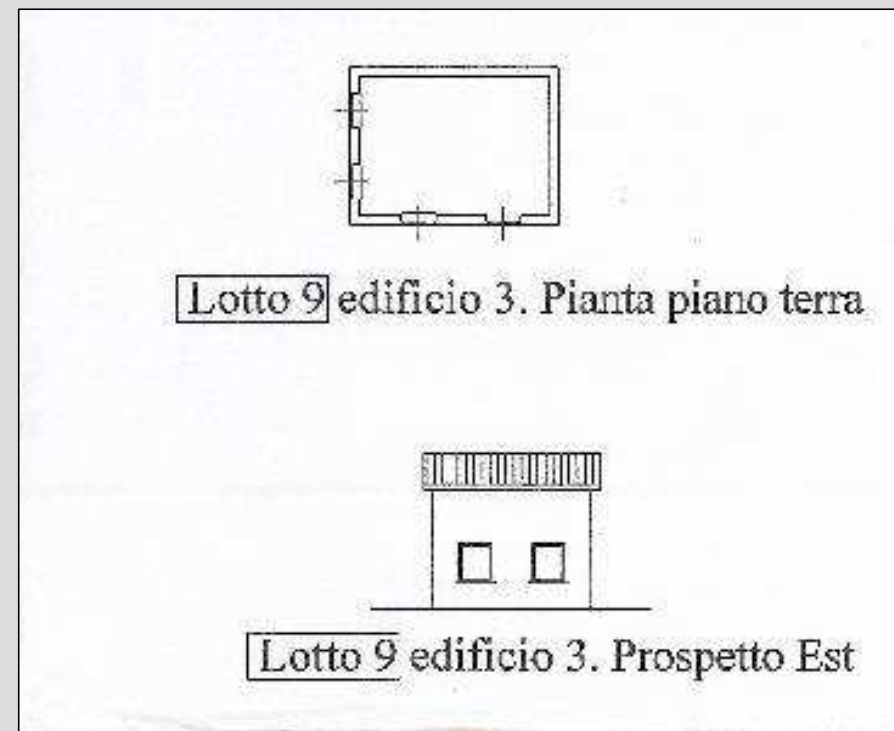 Lotto 9 edificio 3. Pianta piano terra
Lotto 9 edificio 3. Prospetto Est